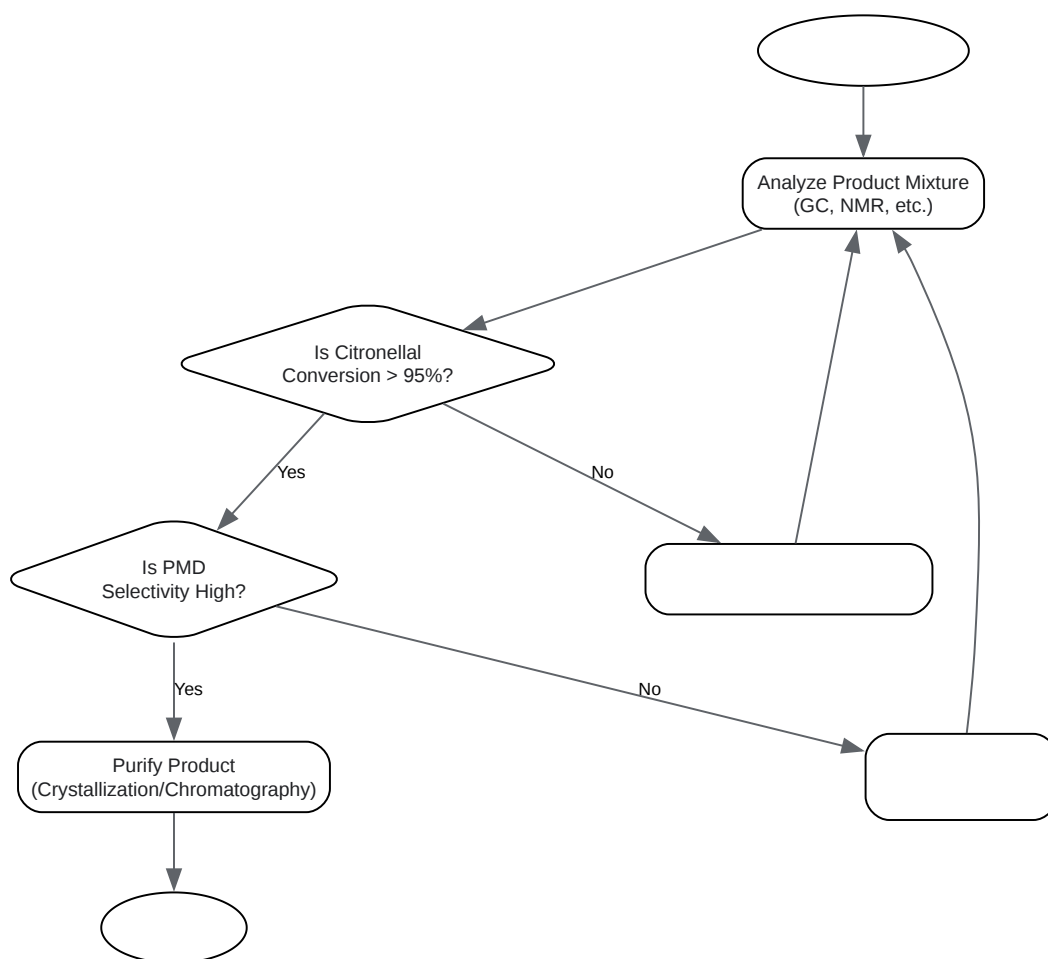 Analyze Product Mixture
(GC, NMR, etc.)
Is Citronellal
Conversion > 95%?
Yes
No
Is PMD
Selectivity High?
Yes
No
Purify Product
(Crystallization/Chromatography)